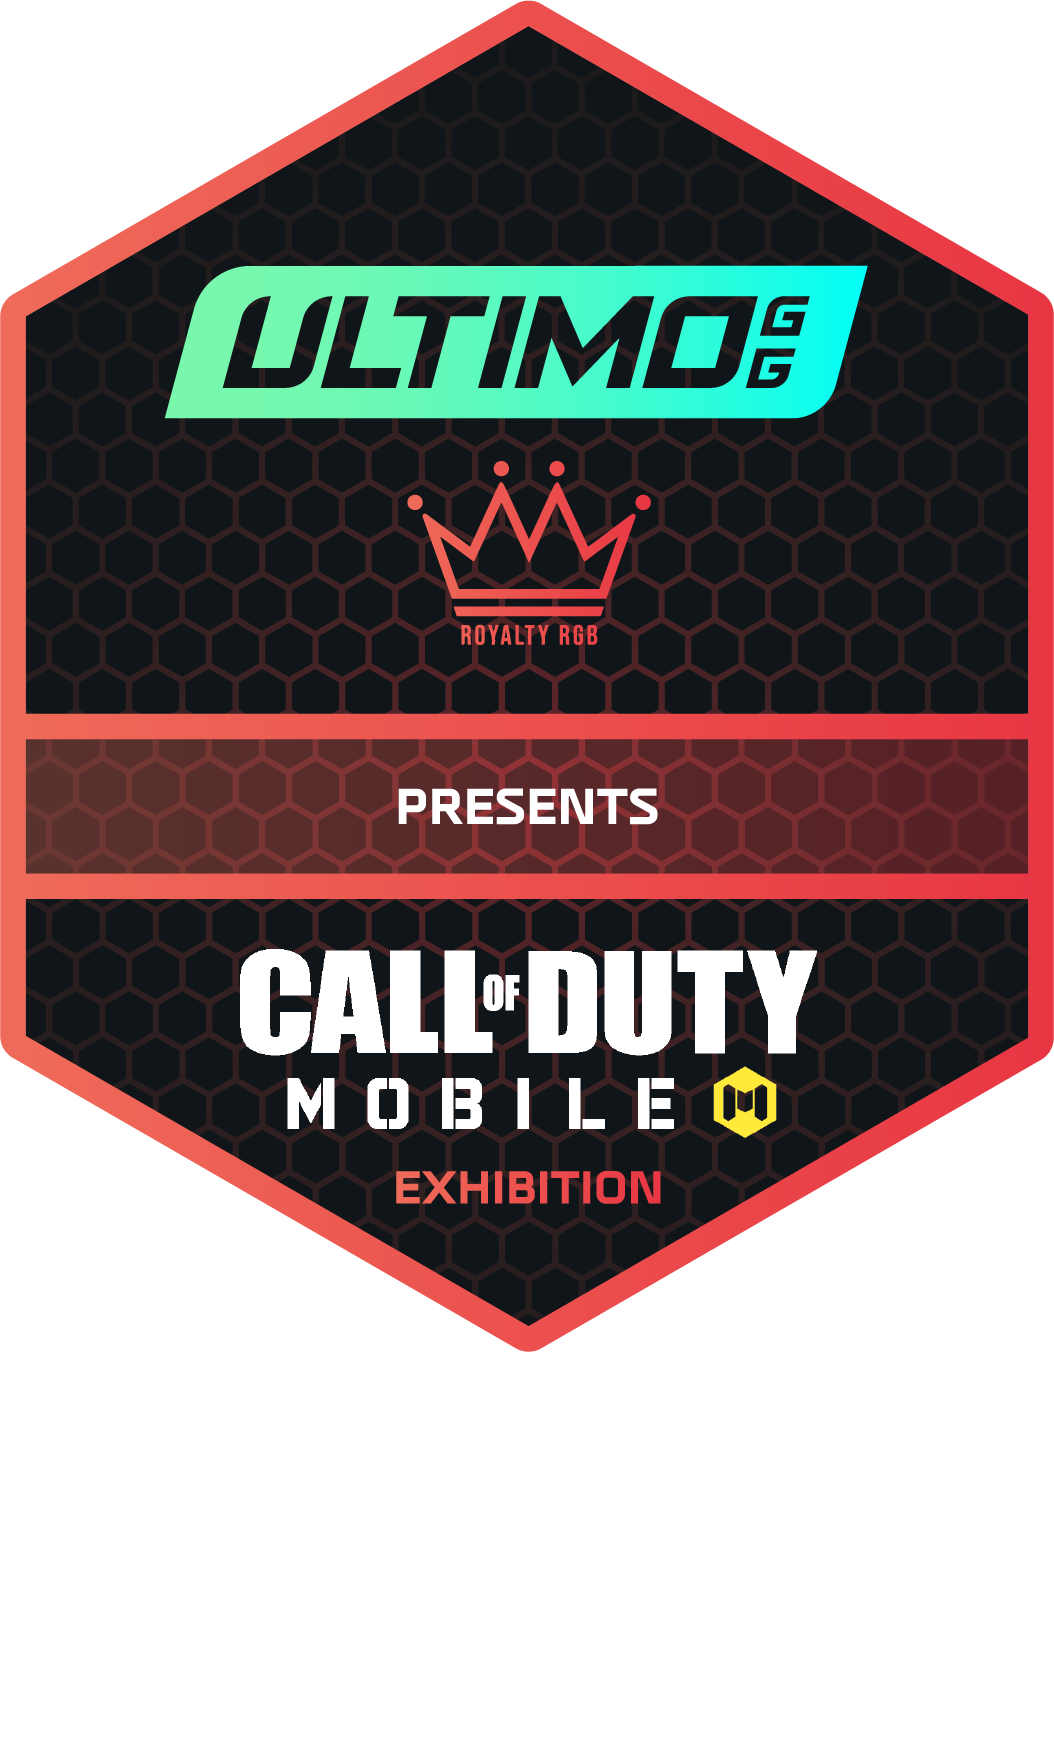 ULTIMO GG
ROYALTY RGB
PRESENTS
CALL OF DUTY
MOBILE
EXHIBITION